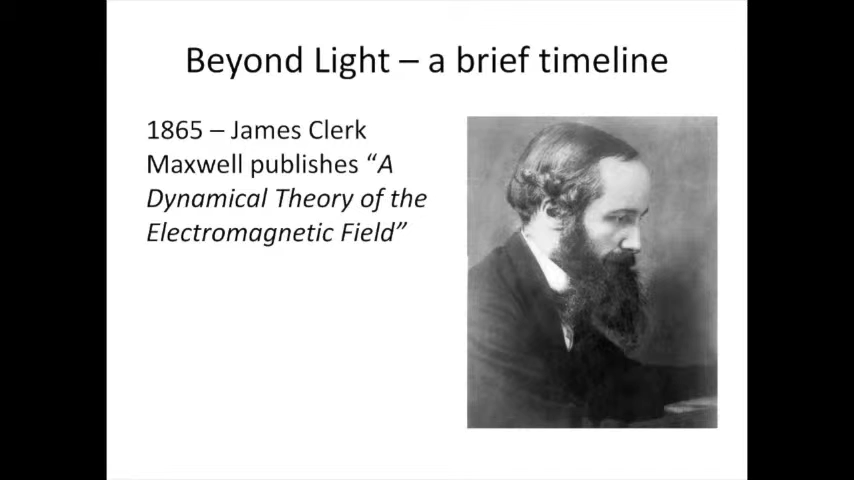 Beyond Light – a brief timeline
1865 – James Clerk
Maxwell publishes “A
Dynamical Theory of the
Electromagnetic Field”